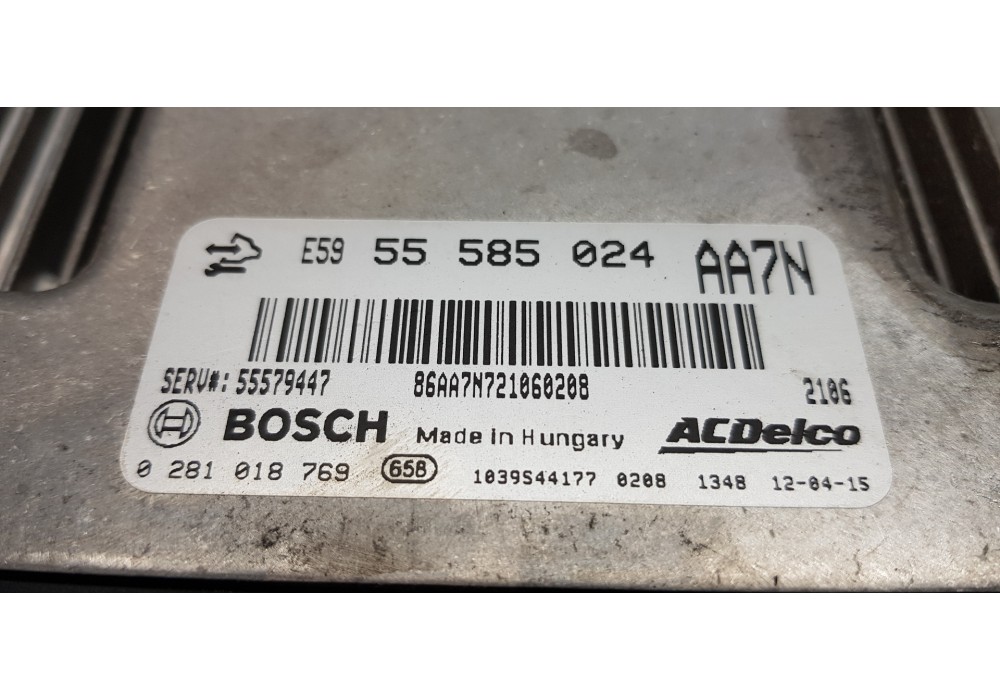 E59 55 585 024 AA7N
SERV#: 55579447 86AA7N721060208 2106
BOSCH Made in Hungary ACDelco
0 281 018 769 658 1039S44177 0208 1348 12-04-15